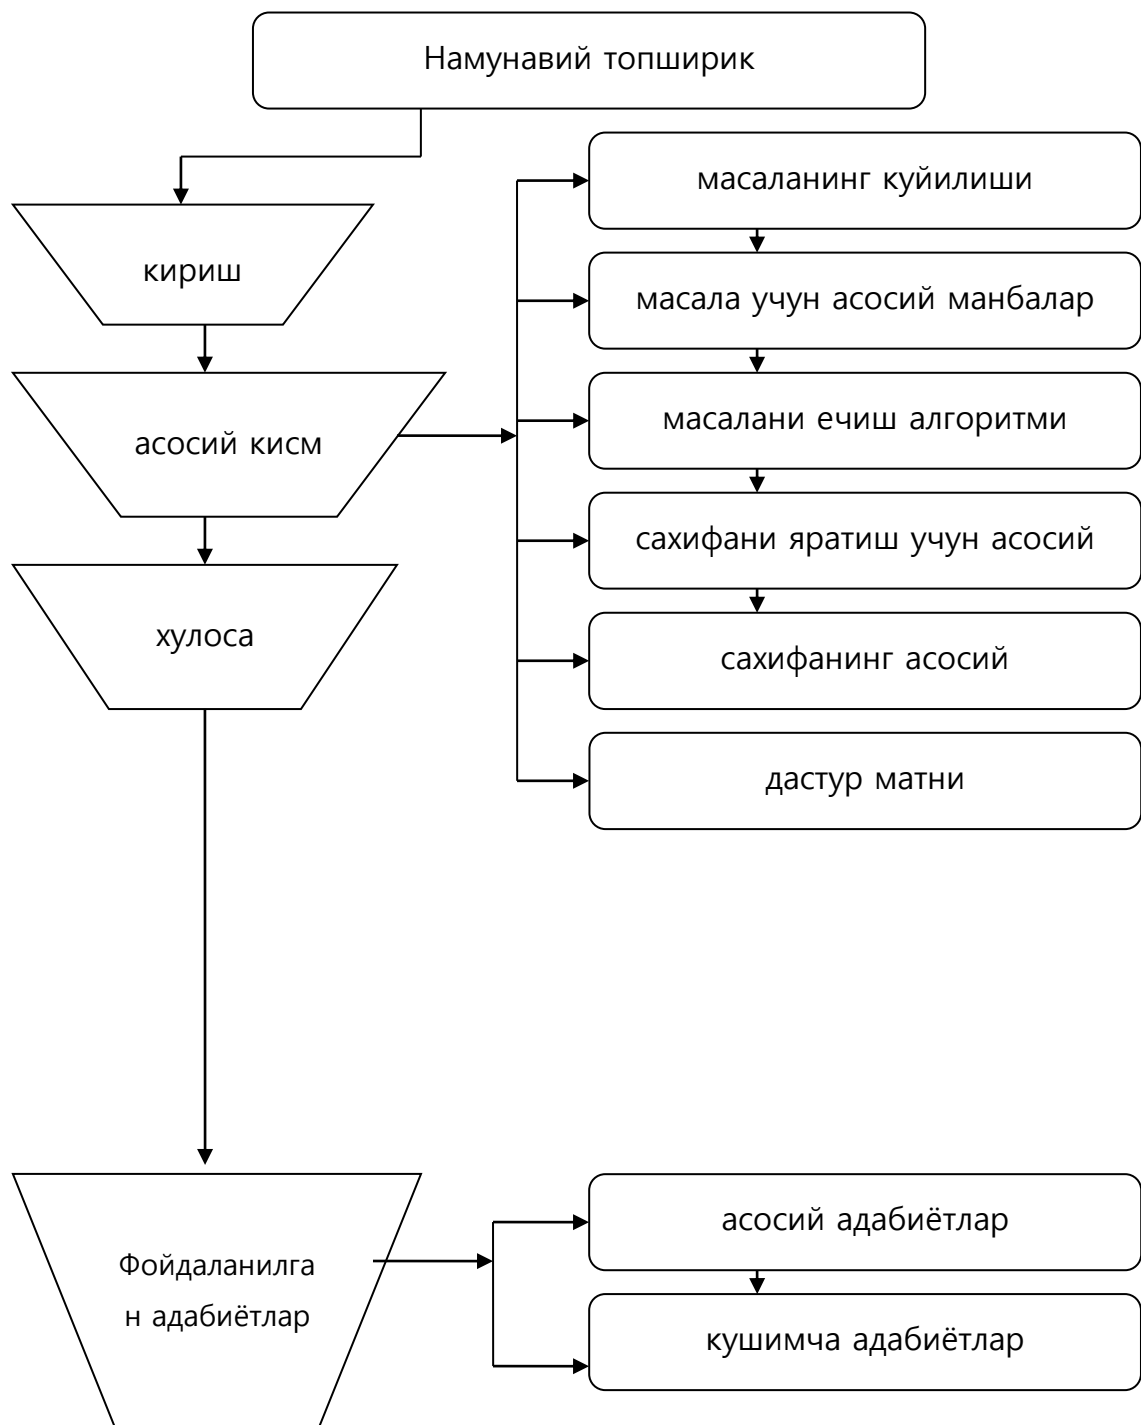 Намунавий топширик
кириш
асосий кисм
хулоса
масаланинг куйилиши
масала учун асосий манбалар
масалани ечиш алгоритми
сахифани яратиш учун асосий
сахифанинг асосий
дастур матни
Фойдаланилга
н адабиётлар
асосий адабиётлар
кушимча адабиётлар